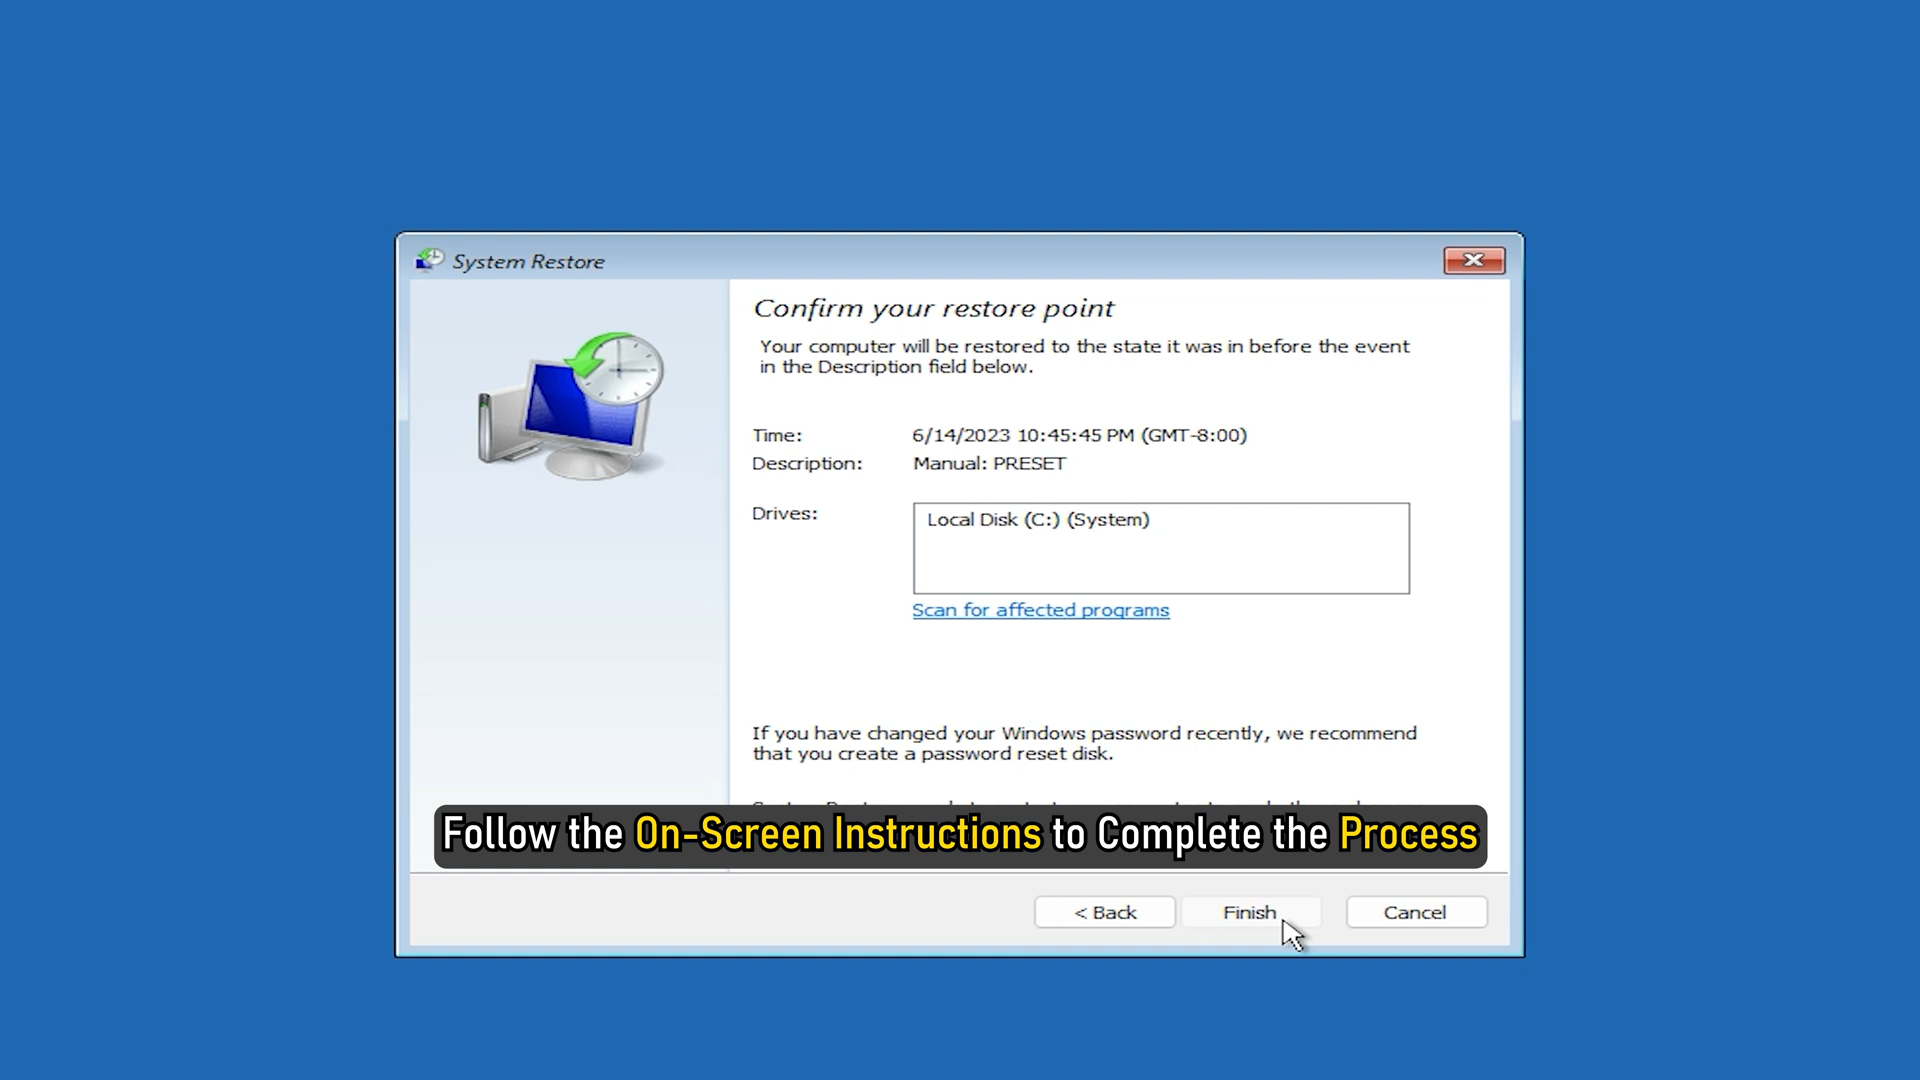 System Restore
Confirm your restore point
Your computer will be restored to the state it was in before the event
in the Description field below.
Time: 6/14/2023 10:45:45 PM (GMT-8:00)
Description: Manual: PRESET
Drives: Local Disk (C:) (System)
Scan for affected programs
If you have changed your Windows password recently, we recommend
that you create a password reset disk.
Follow the On-Screen Instructions to Complete the Process
< Back Finish Cancel